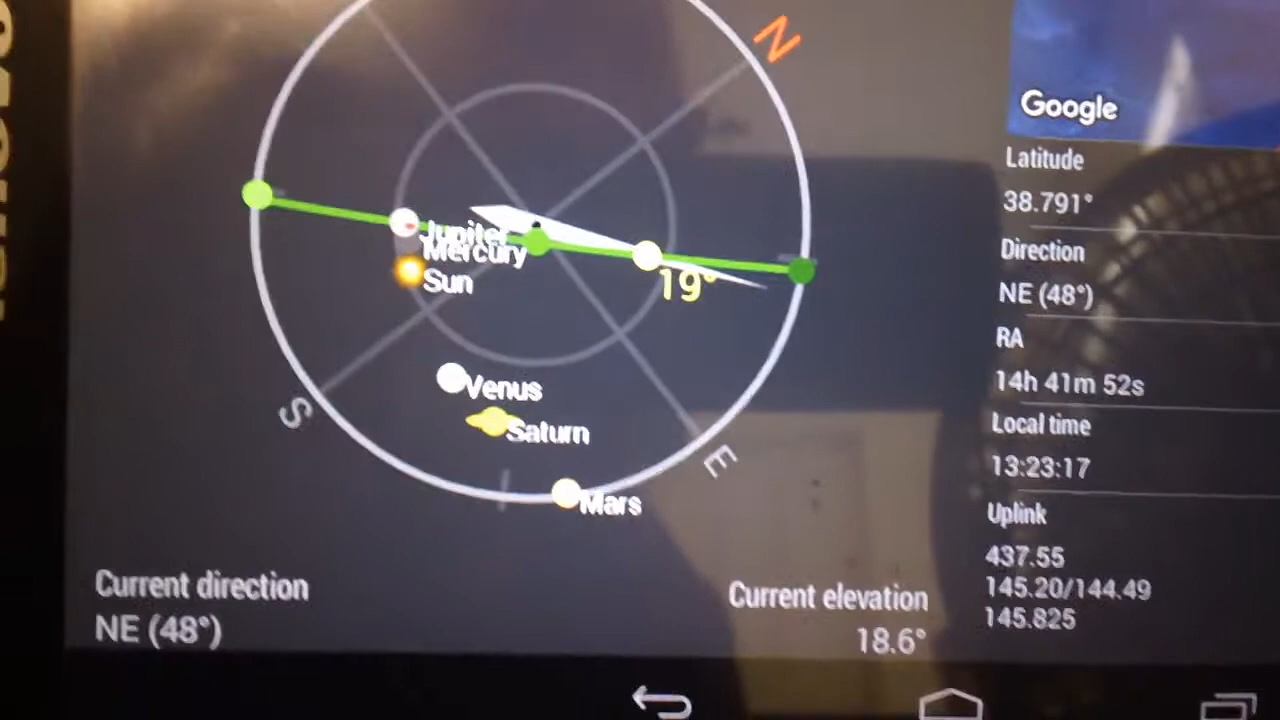 N
Google
Latitude
38.791°
Direction
NE (48°)
RA
14h 41m 52s
Local time
13:23:17
Uplink
437.55
145.20/144.49
145.825
Jupiter
Mercury
Sun
19°
Venus
Saturn
Mars
S
E
Current direction
NE (48°)
Current elevation
18.6°